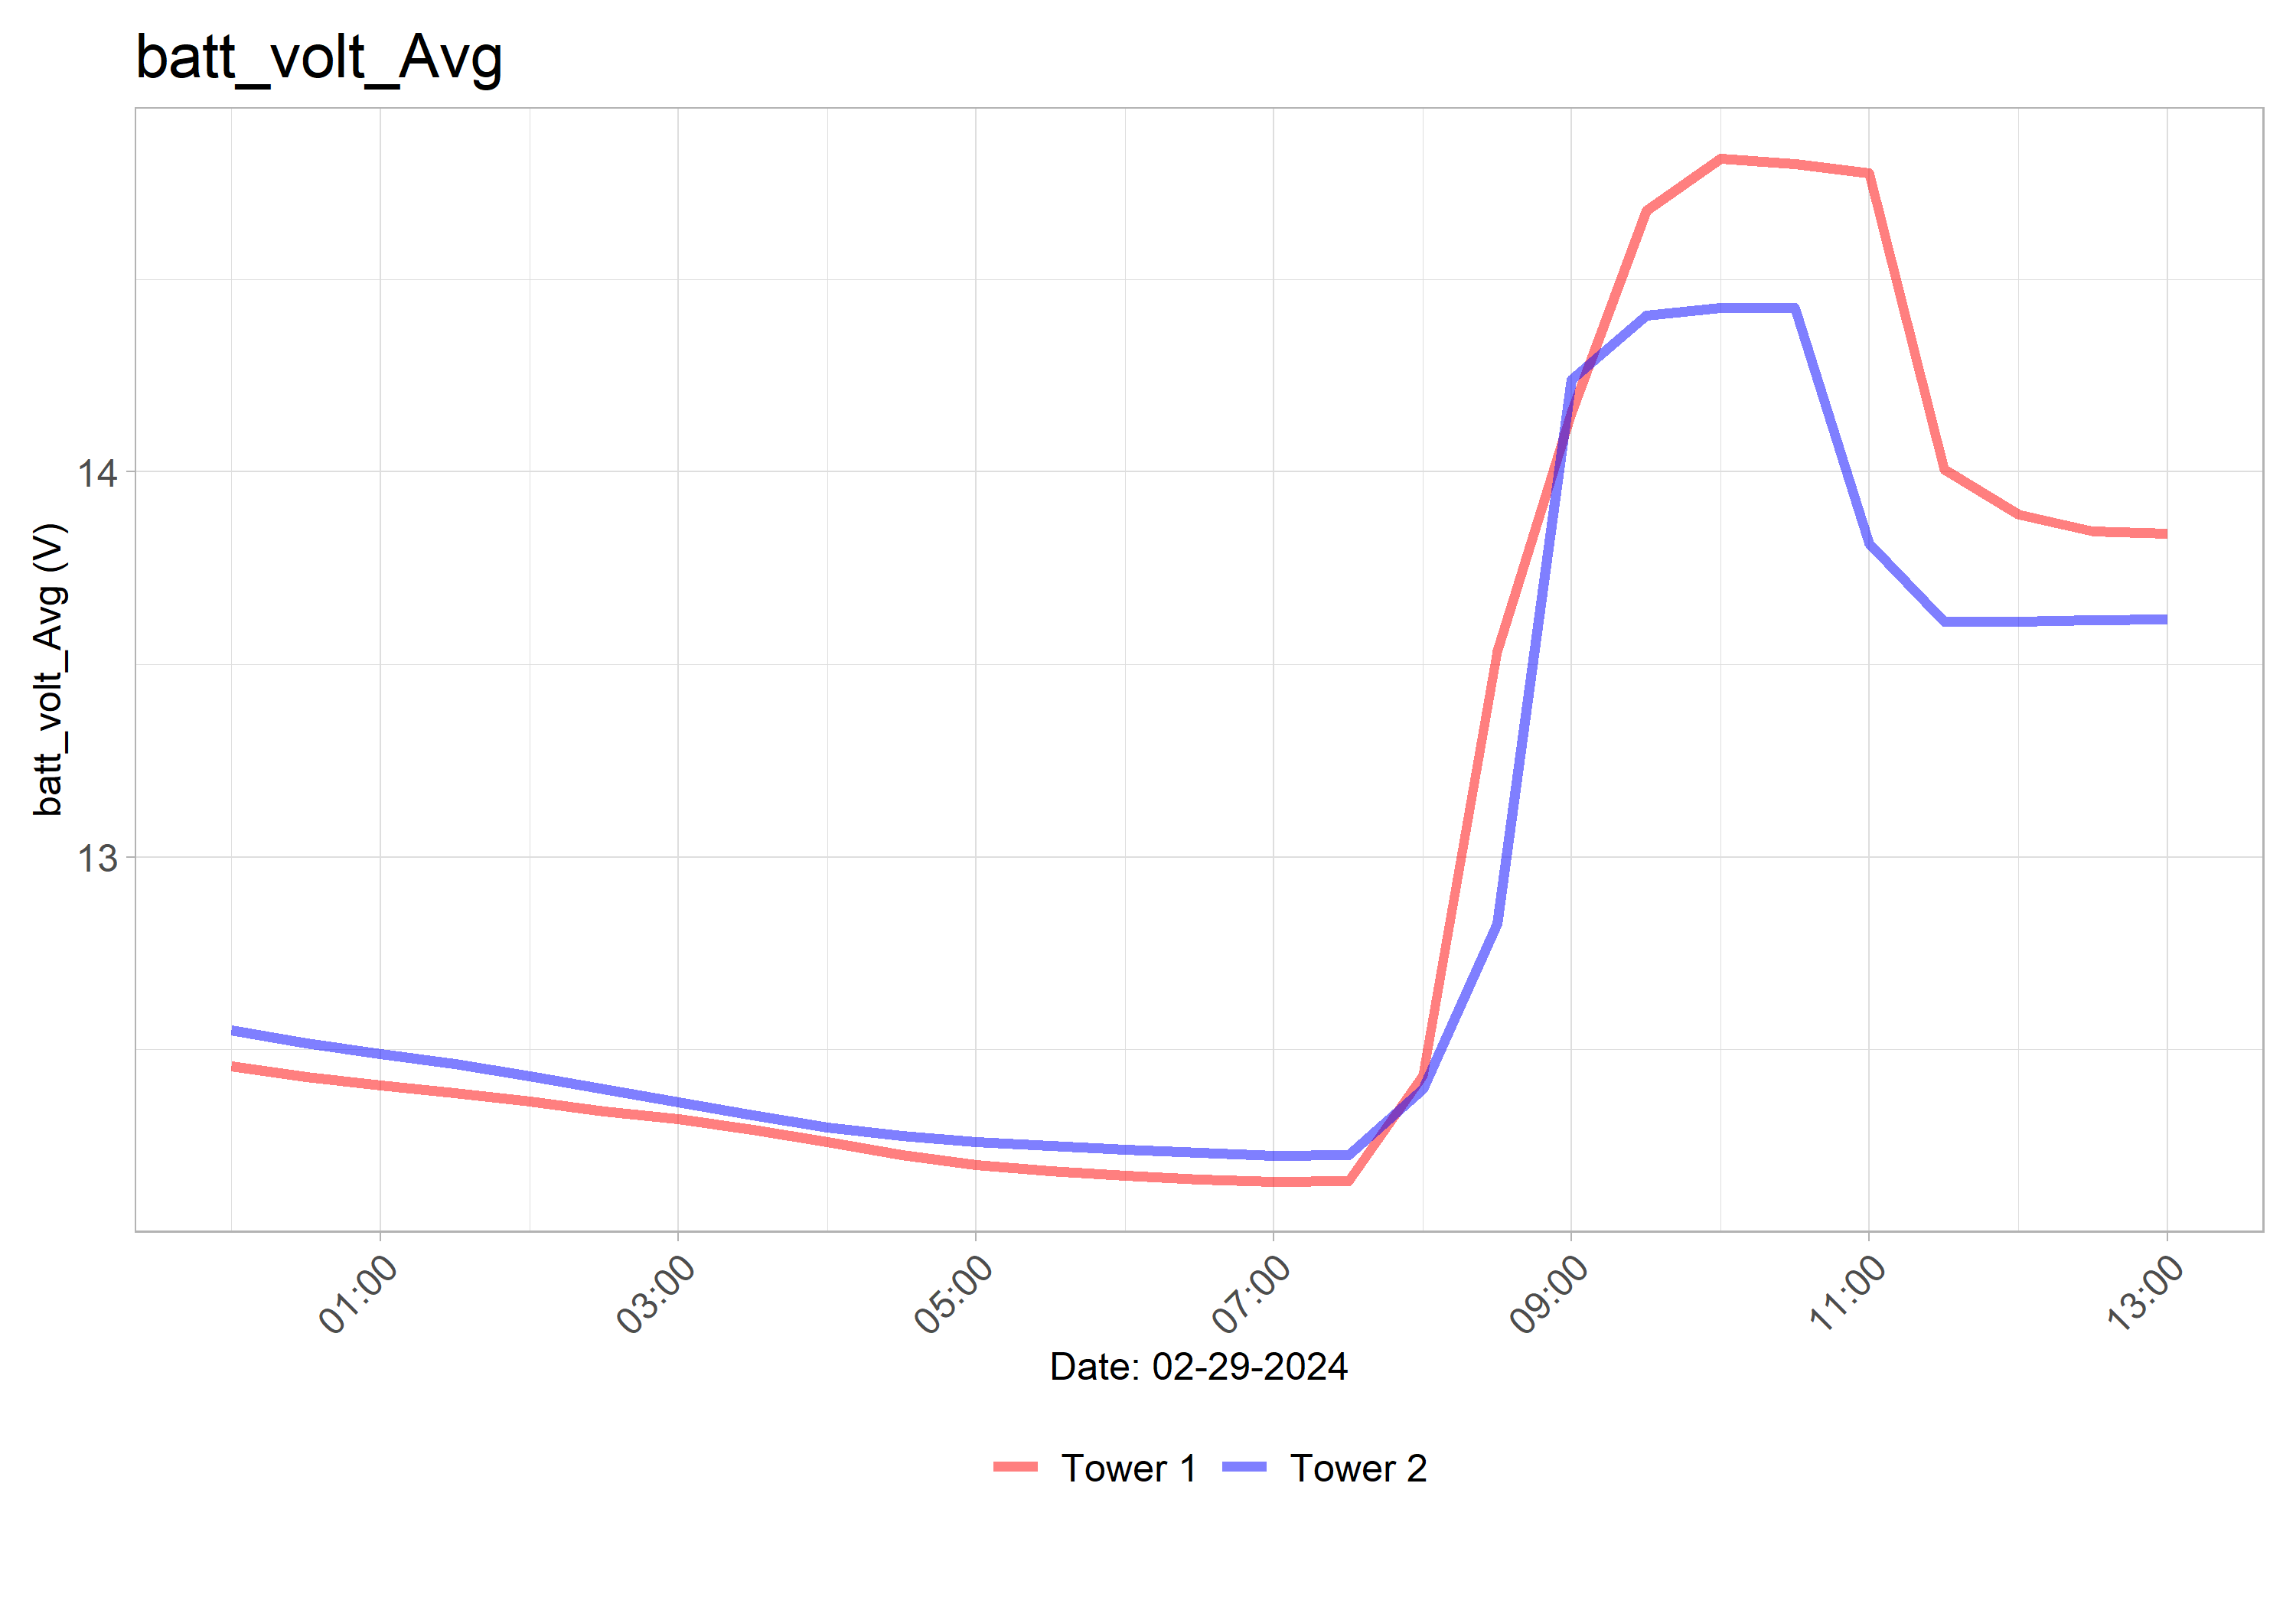 batt_volt_Avg
batt_volt_Avg (V)
14
13
01:00 03:00 05:00 07:00 09:00 11:00 13:00
Date: 02-29-2024
Tower 1 Tower 2